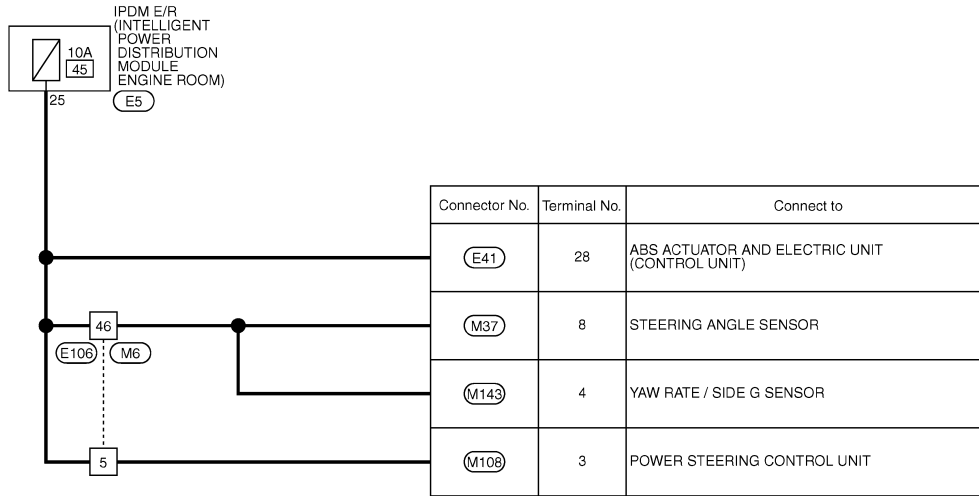 IPDM E/R
(INTELLIGENT
POWER
DISTRIBUTION
MODULE
ENGINE ROOM)
10A
45
25
E5
Connector No. Terminal No. Connect to
E41 28 ABS ACTUATOR AND ELECTRIC UNIT
(CONTROL UNIT)
46
M37 8 STEERING ANGLE SENSOR
E106 M6
M143 4 YAW RATE / SIDE G SENSOR
5
M108 3 POWER STEERING CONTROL UNIT